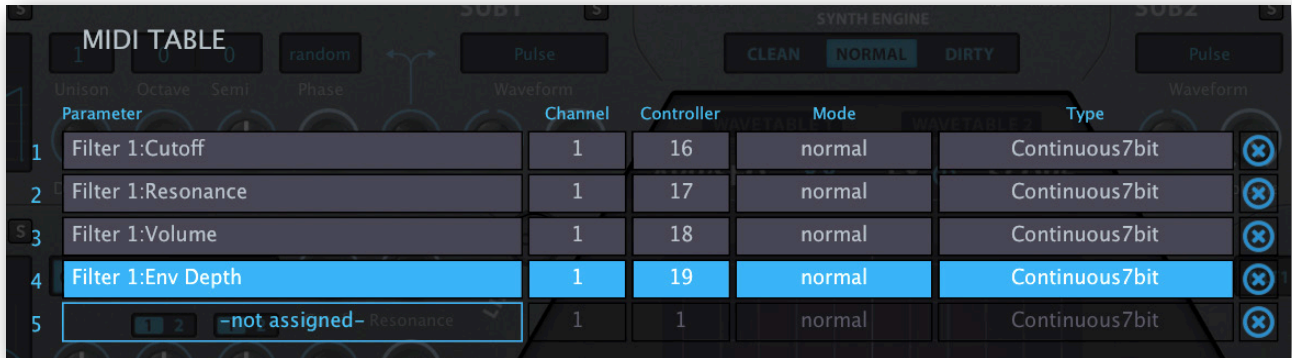 SUB1 S SUB2 S
SYNTH ENGINE
MIDI TABLE
1 0 0 random Pulse CLEAN NORMAL DIRTY Pulse
Unison Octave Semi Phase Waveform Waveform
Parameter Channel Controller Mode Type
WAVETABLE 2
1 Filter 1:Cutoff 1 16 normal Continuous7bit
2 Filter 1:Resonance 1 17 normal Continuous7bit
S 3 Filter 1:Volume 1 18 normal Continuous7bit
4 Filter 1:Env Depth 1 19 normal Continuous7bit
5 1 2 -not assigned- Resonance 1 1 normal Continuous7bit